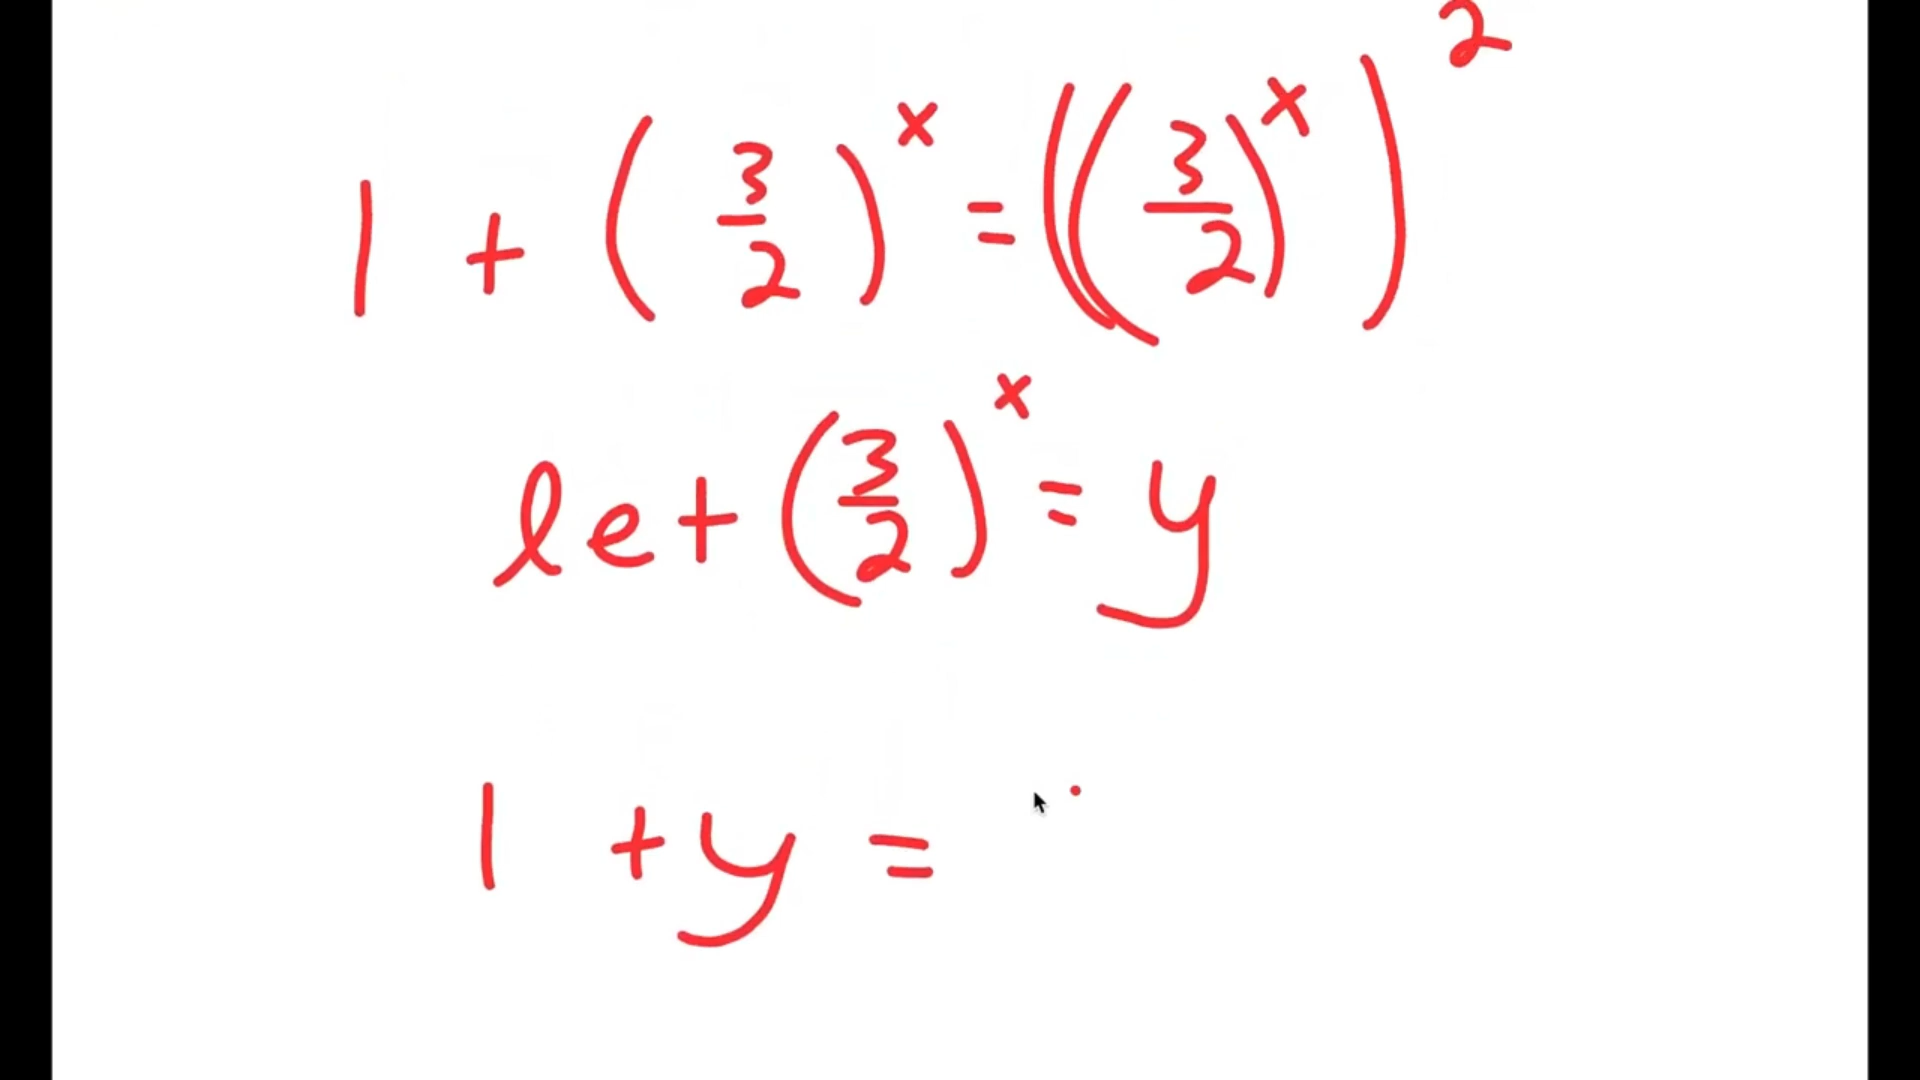 1 + (3/2)^x = ((3/2)^x)^2
let (3/2)^x = y
1 + y =